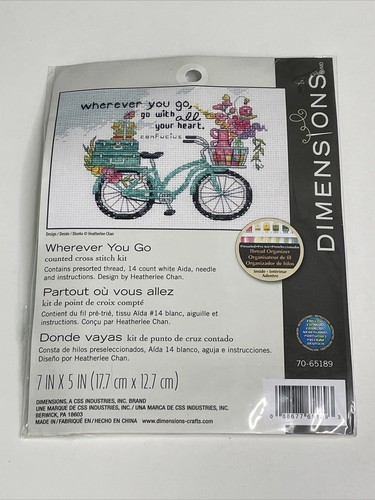 wherever you go,
go with all
your heart.
confucius
DIMENSIONS
Design / Dessin / Diseño © Heatherlee Chan
Wherever You Go
counted cross stitch kit
Contains presorted thread, 14 count white Aida, needle
and instructions. Design by Heatherlee Chan.
Thread Organizer
Organisateur de fil
Organizador de hilos
Inside · Intérieur
Adentro
Partout où vous allez
kit de point de croix compté
Contient du fil pré-trié, tissu Aïda #14 blanc, aiguille et
instructions. Conçu par Heatherlee Chan.
Donde vayas kit de punto de cruz contado
Consta de hilos preseleccionados, Aida 14 blanco, aguja e instrucciones.
Diseño por Heatherlee Chan.
70-65189
7 IN X 5 IN (17.7 cm x 12.7 cm)
DIMENSIONS, A CSS INDUSTRIES, INC. BRAND
UNE MARQUE DE CSS INDUSTRIES, INC. / UNA MARCA DE CSS INDUSTRIES, INC.
BERWICK, PA 18603
MADE IN / FABRIQUÉ EN / HECHO EN CHINA www.dimensions-crafts.com